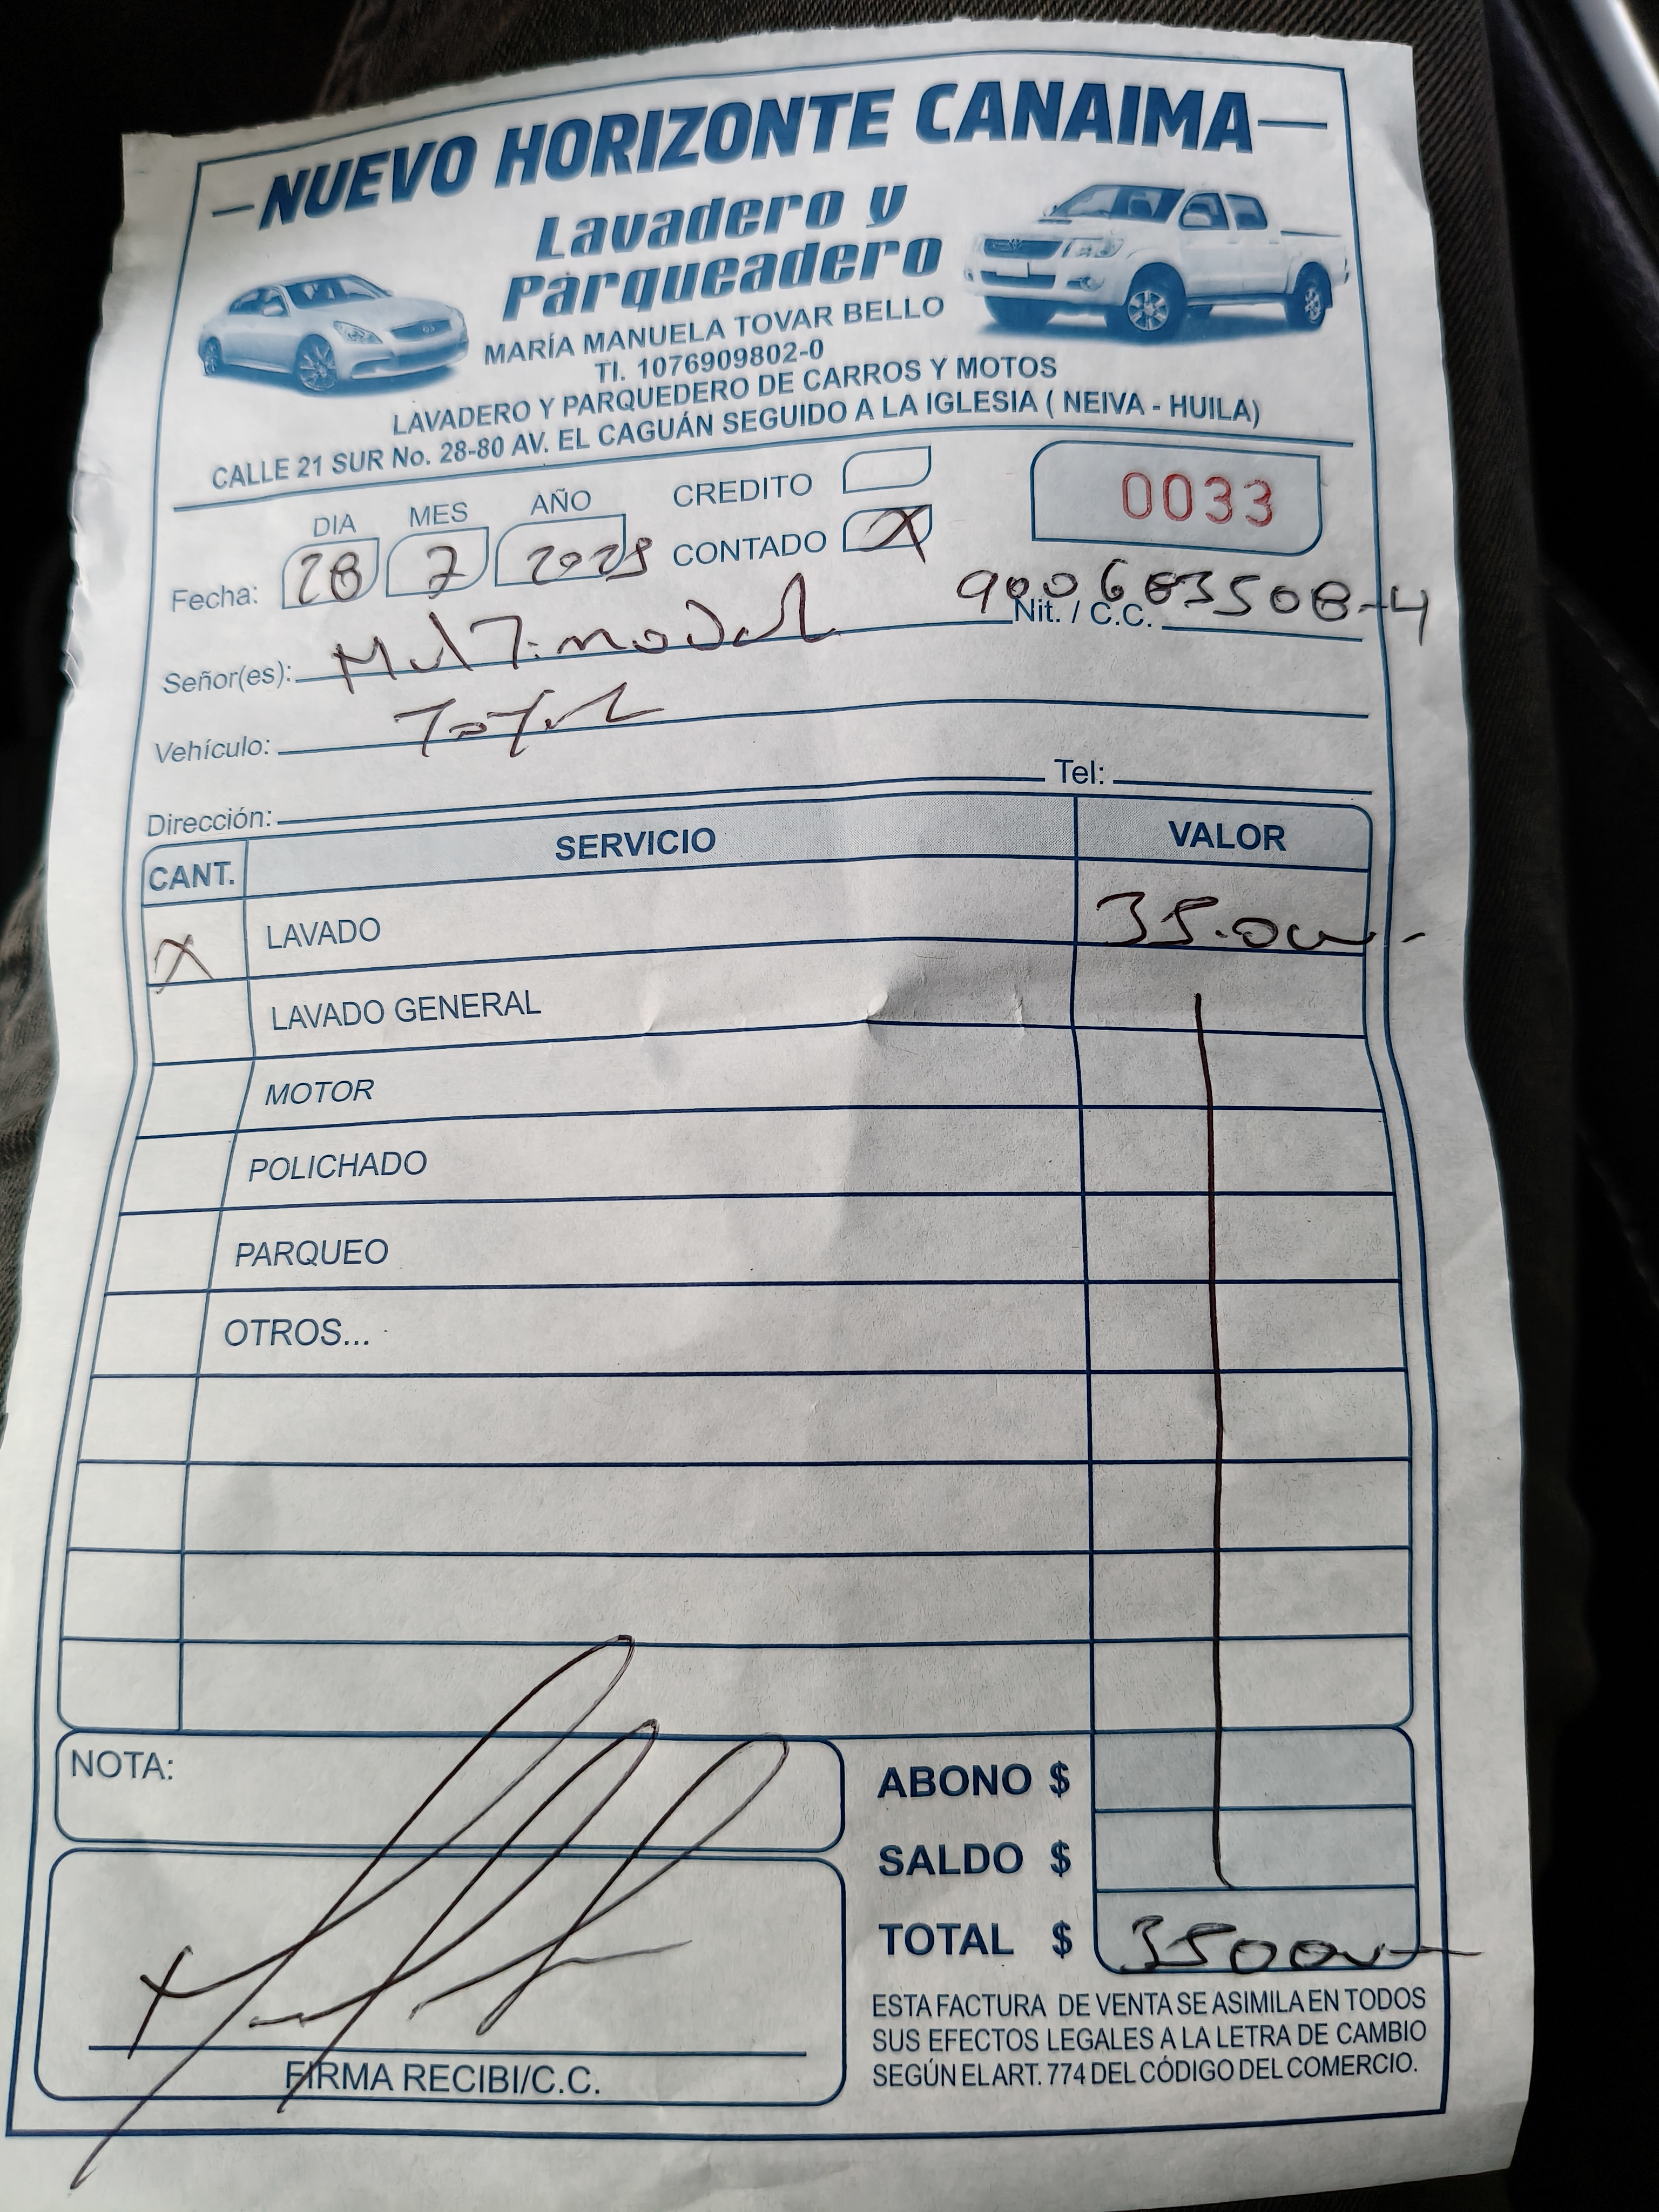 NUEVO HORIZONTE CANAIMA
Lavadero y
Parqueadero
MARÍA MANUELA TOVAR BELLO
TI. 1076909802-0
LAVADERO Y PARQUEDERO DE CARROS Y MOTOS
CALLE 21 SUR No. 28-80 AV. EL CAGUÁN SEGUIDO A LA IGLESIA ( NEIVA - HUILA)
DIA MES AÑO CREDITO 0033
Fecha: 28 7 2025 CONTADO X
Señor(es): Multimodal Nit. / C.C. 900683508-4
Vehículo:
Dirección: Tel:
CANT. SERVICIO VALOR
X LAVADO 35.000
LAVADO GENERAL
MOTOR
POLICHADO
PARQUEO
OTROS...
NOTA:
ABONO $
SALDO $
TOTAL $ 35000
FIRMA RECIBI/C.C.
ESTA FACTURA DE VENTA SE ASIMILA EN TODOS
SUS EFECTOS LEGALES A LA LETRA DE CAMBIO
SEGÚN EL ART. 774 DEL CÓDIGO DEL COMERCIO.